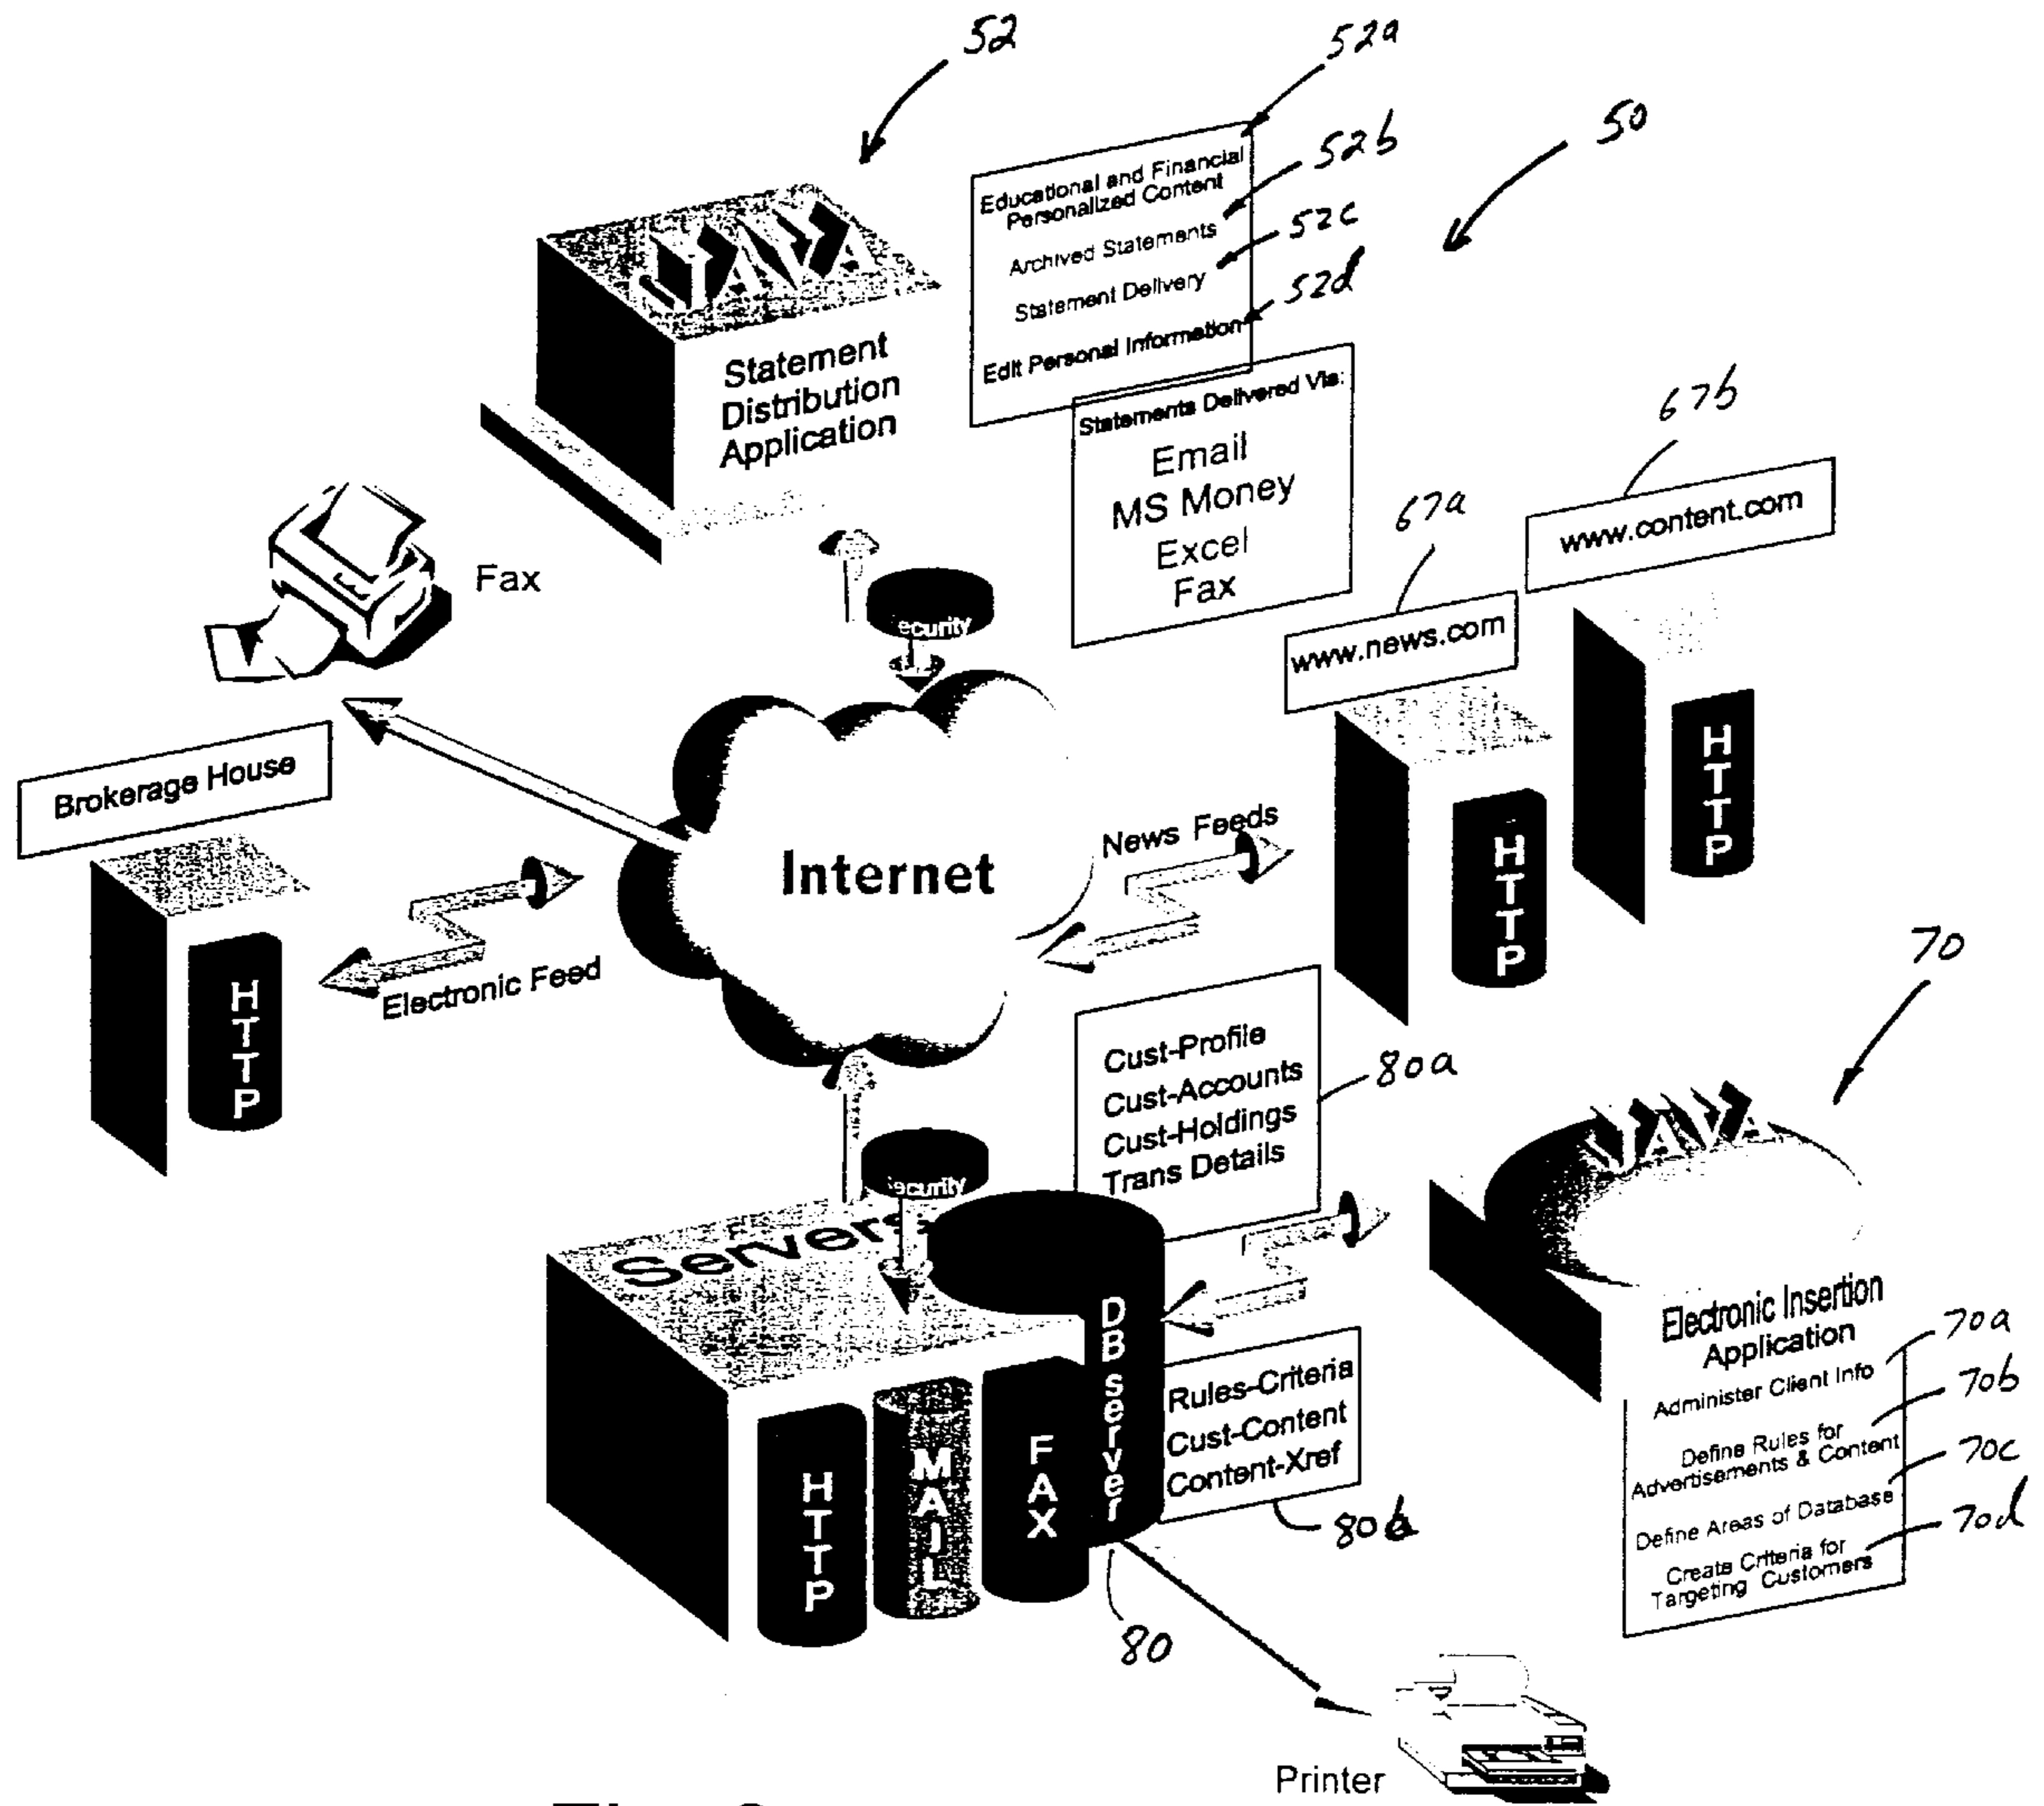 52
52a
50
52b
52c
52d
JAVA
Statement
Distribution
Application
Educational and Financial
Personalized Content
Archived Statements
Statement Delivery
Edit Personal Information
Statements Delivered Via:
Email
MS Money
Excel
Fax
67b
67a
www.content.com
www.news.com
HTTP
HTTP
Fax
ecurity
Brokerage House
HTTP
Electronic Feed
Internet
News Feeds
70
Cust-Profile
Cust-Accounts
Cust-Holdings
Trans Details
80a
ecurity
Servers
HTTP
MAIL
FAX
DB server
Rules-Criteria
Cust-Content
Content-Xref
80b
80
JAVA
Electronic Insertion
Application
70a
Administer Client Info
70b
Define Rules for
Advertisements & Content
70c
Define Areas of Database
70d
Create Criteria for
Targeting Customers
Printer